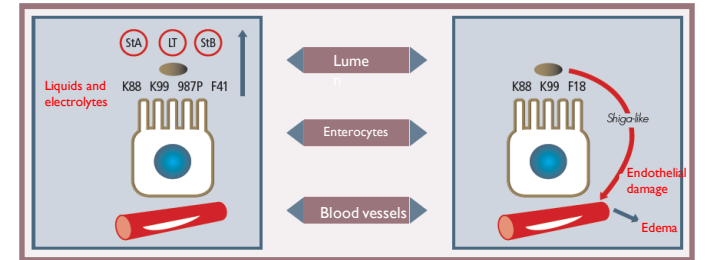 StA LT StB
Liquids and
electrolytes
K88 K99 987P F41
Lume
n
Enterocytes
Blood vessels
K88 K99 F18
Shiga-like
Endothelial
damage
Edema